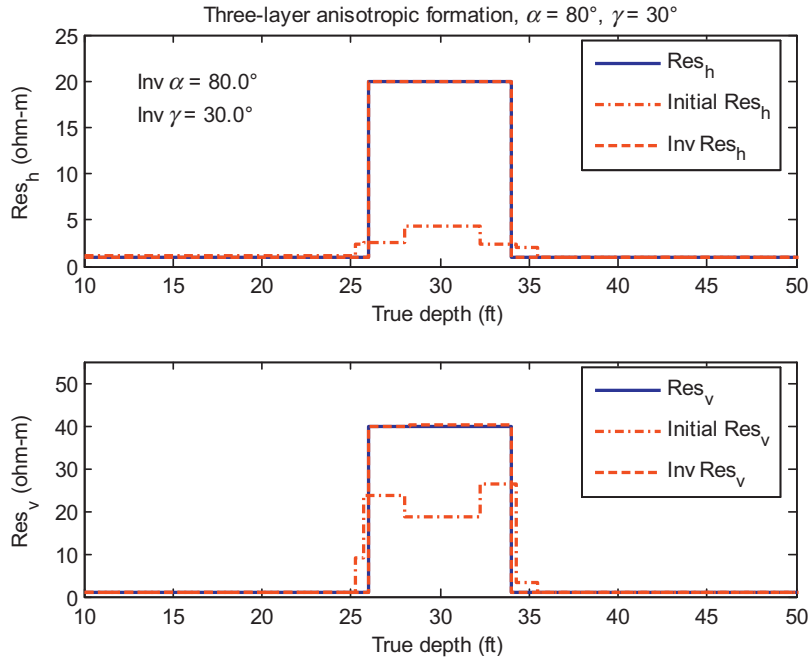 Three-layer anisotropic formation, α = 80°, γ = 30°
25
20
15
10
5
0
Res_h (ohm-m)
Inv α = 80.0°
Inv γ = 30.0°
Res_h
Initial Res_h
Inv Res_h
10 15 20 25 30 35 40 45 50
True depth (ft)
50
40
30
20
10
0
Res_v (ohm-m)
Res_v
Initial Res_v
Inv Res_v
10 15 20 25 30 35 40 45 50
True depth (ft)